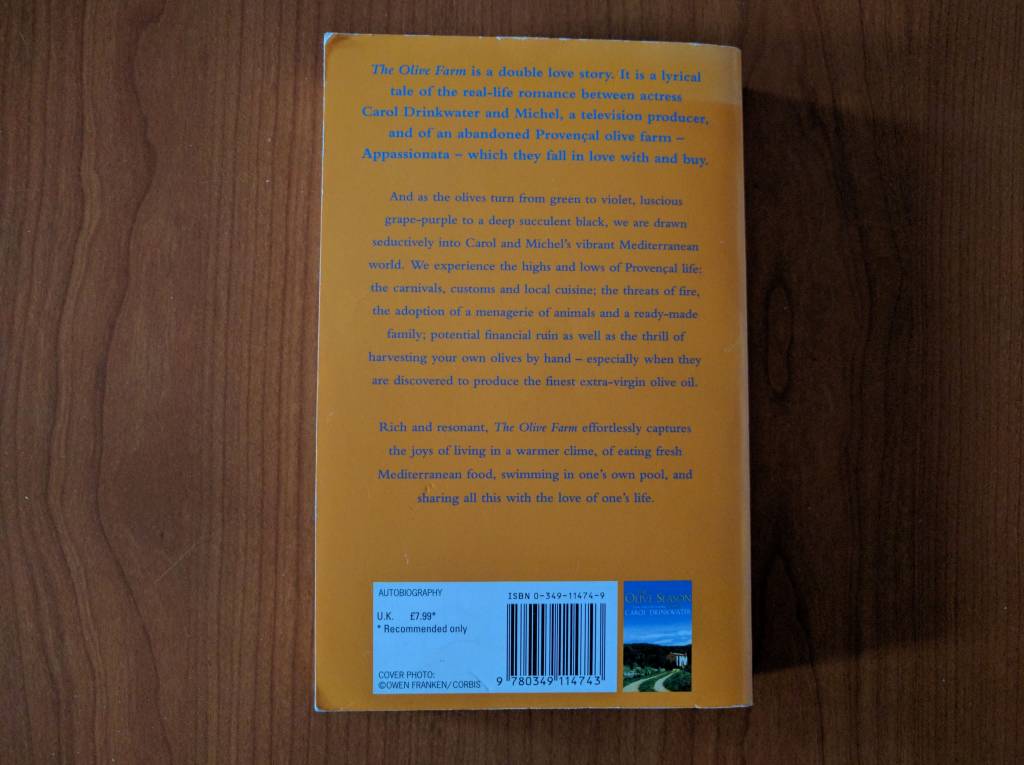 The Olive Farm is a double love story. It is a lyrical
tale of the real-life romance between actress
Carol Drinkwater and Michel, a television producer,
and of an abandoned Provençal olive farm –
Appassionata – which they fall in love with and buy.
And as the olives turn from green to violet, luscious
grape-purple to a deep succulent black, we are drawn
seductively into Carol and Michel's vibrant Mediterranean
world. We experience the highs and lows of Provençal life:
the carnivals, customs and local cuisine; the threats of fire,
the adoption of a menagerie of animals and a ready-made
family; potential financial ruin as well as the thrill of
harvesting your own olives by hand – especially when they
are discovered to produce the finest extra-virgin olive oil.
Rich and resonant, The Olive Farm effortlessly captures
the joys of living in a warmer clime, of eating fresh
Mediterranean food, swimming in one's own pool, and
sharing all this with the love of one's life.
AUTOBIOGRAPHY
U.K. £7.99*
* Recommended only
COVER PHOTO:
©OWEN FRANKEN/CORBIS
ISBN 0-349-11474-9
9 780349 114743
OLIVE SEASON
CAROL DRINKWATER